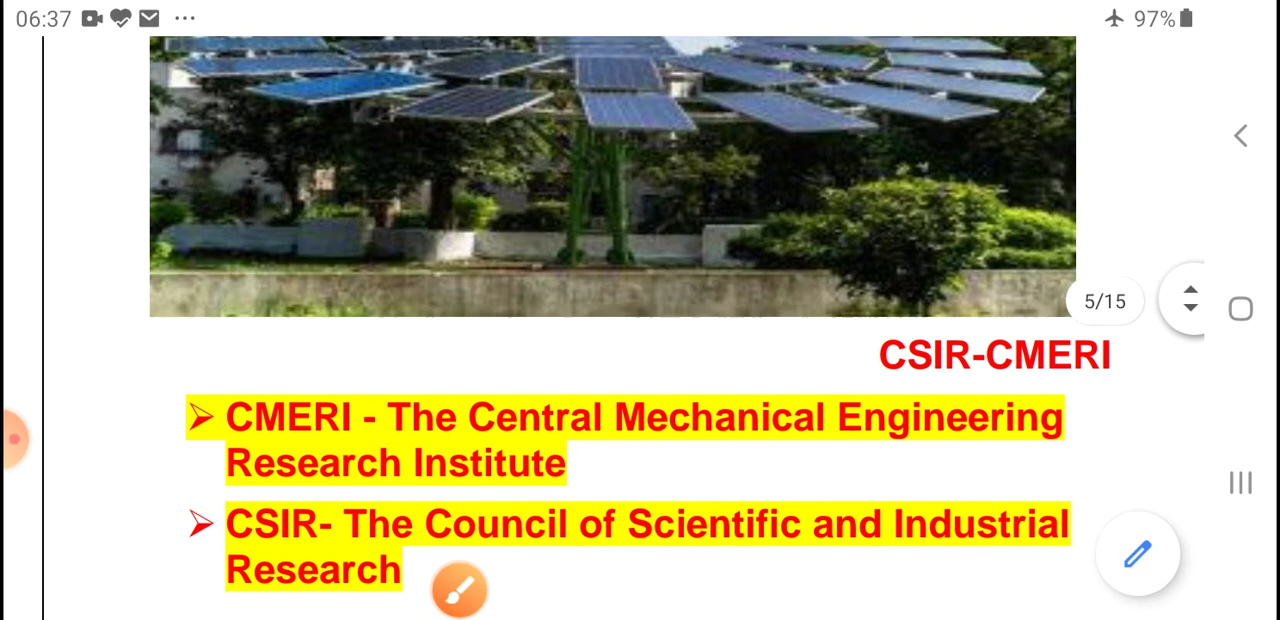 06:37
97%
5/15
CSIR-CMERI
➢ CMERI - The Central Mechanical Engineering
Research Institute
➢ CSIR- The Council of Scientific and Industrial
Research